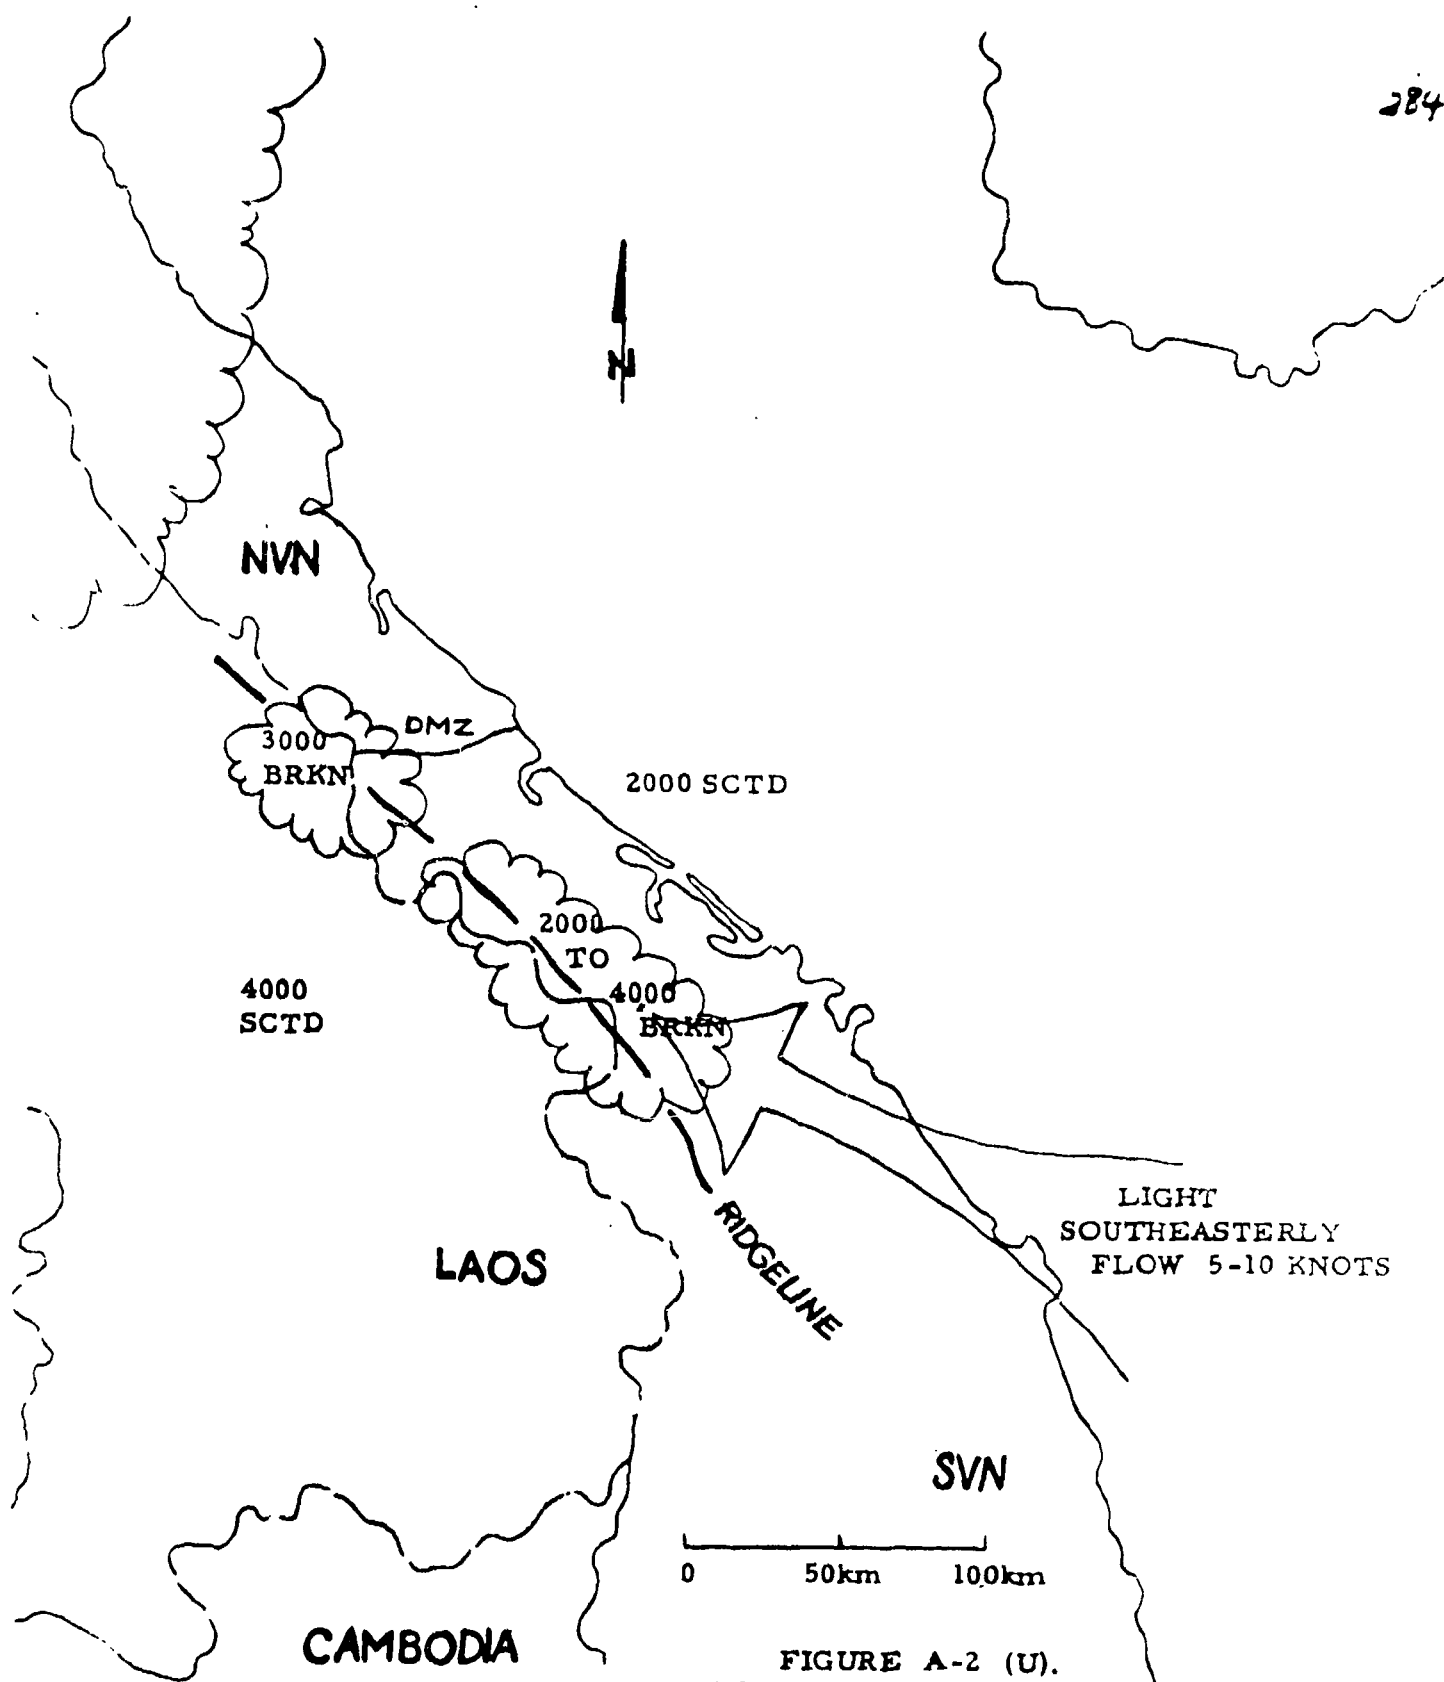 284
N
NVN
DMZ
3000
BRKN
2000 SCTD
2000
TO
4000
BRKN
4000
SCTD
LIGHT
SOUTHEASTERLY
FLOW 5-10 KNOTS
RIDGELINE
LAOS
SVN
0 50km 100km
CAMBODIA
FIGURE A-2 (U).